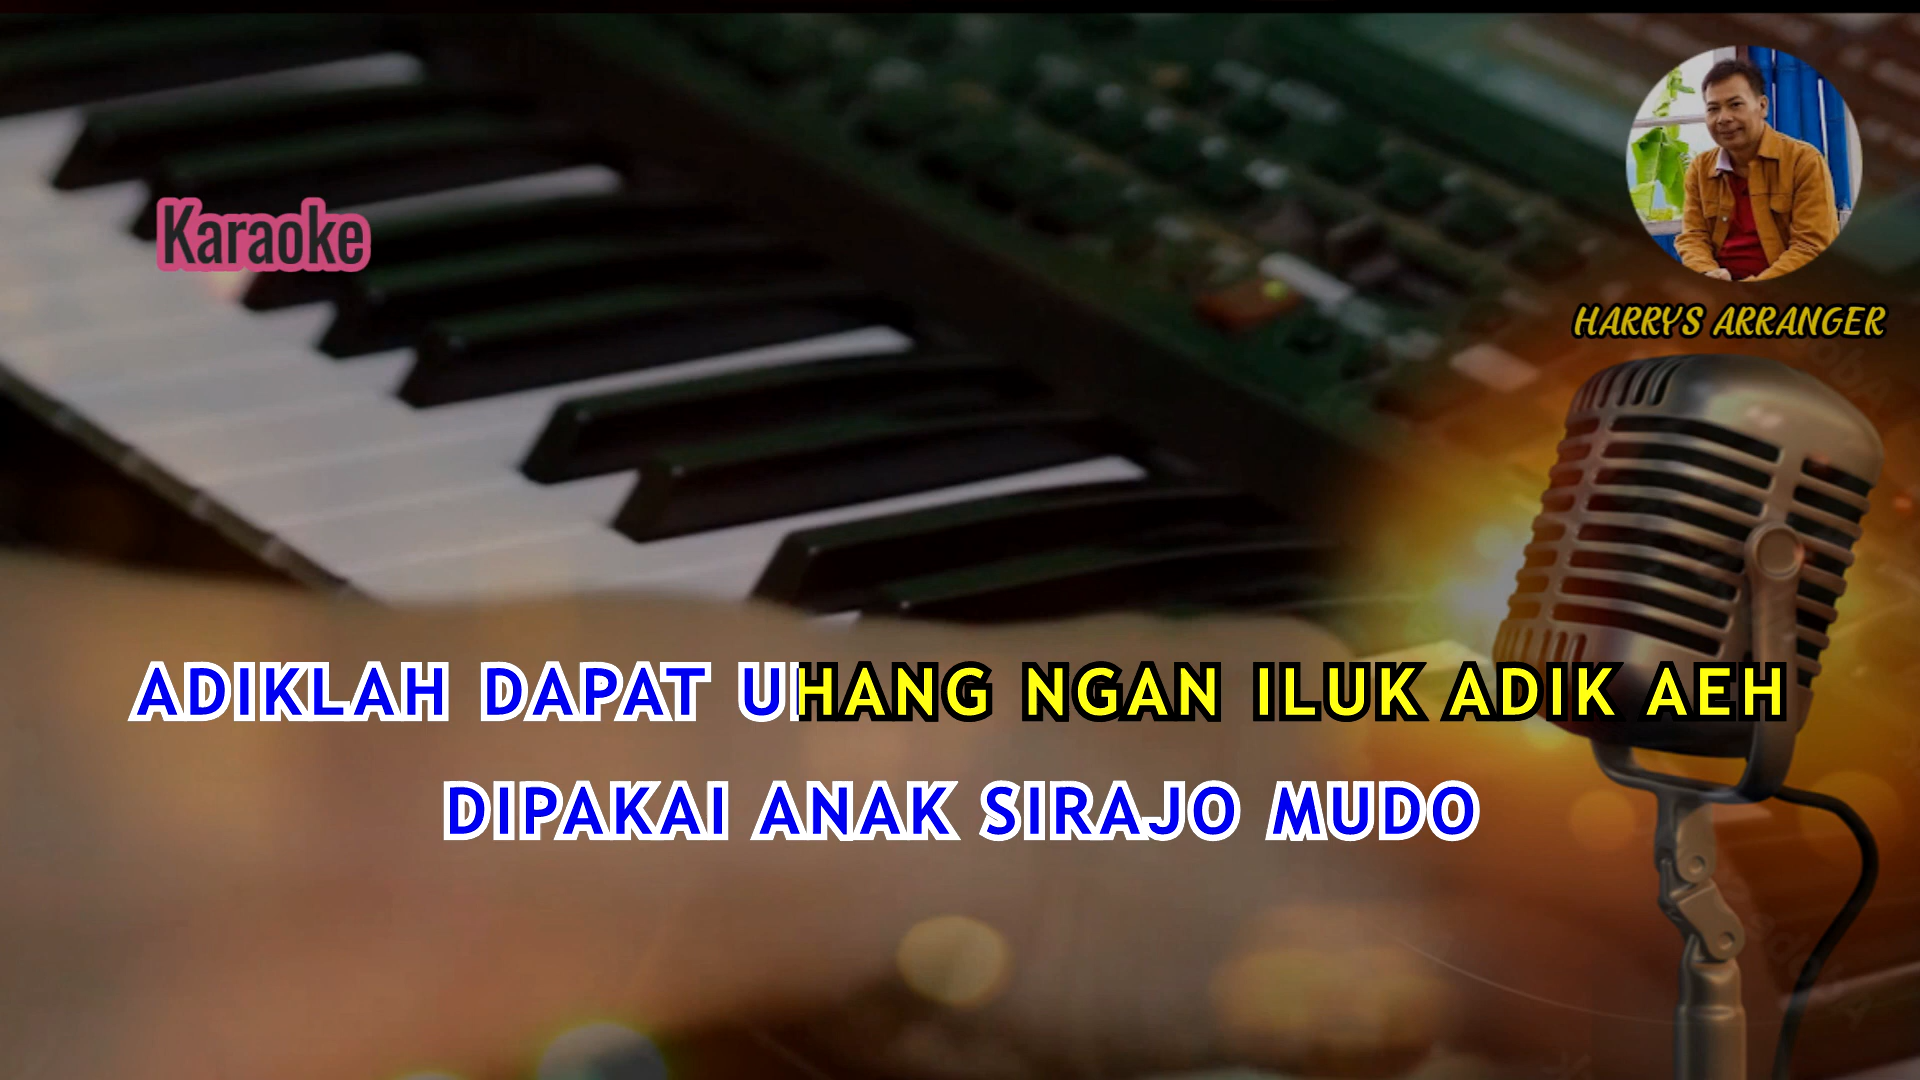 Karaoke
HARRYS ARRANGER
ADIKLAH DAPAT UHANG NGAN ILUK ADIK AEH
DIPAKAI ANAK SIRAJO MUDO